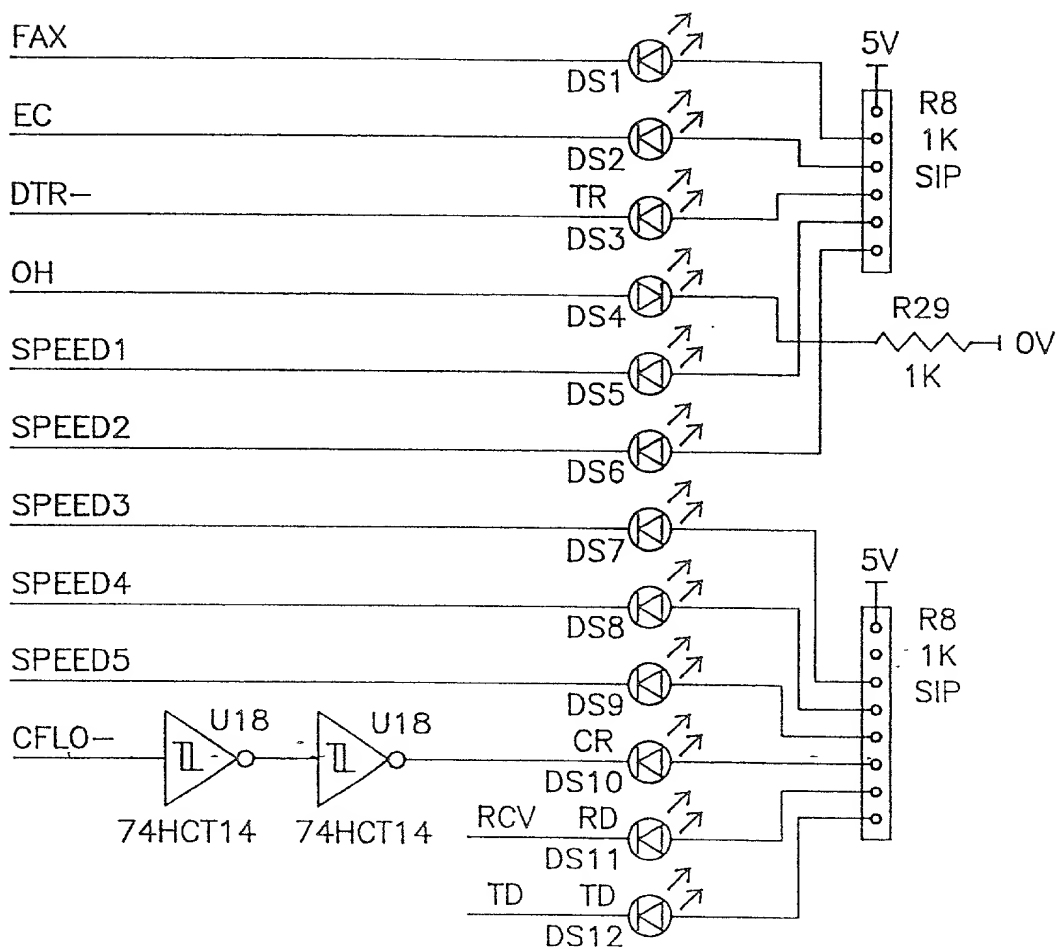 FAX
DS1
5V
R8
1K
SIP
EC
DS2
DTR-
TR
DS3
OH
DS4
R29
1K
0V
SPEED1
DS5
SPEED2
DS6
SPEED3
DS7
5V
R8
1K
SIP
SPEED4
DS8
SPEED5
DS9
CFLO-
U18
U18
CR
DS10
74HCT14
74HCT14
RCV
RD
DS11
TD
TD
DS12